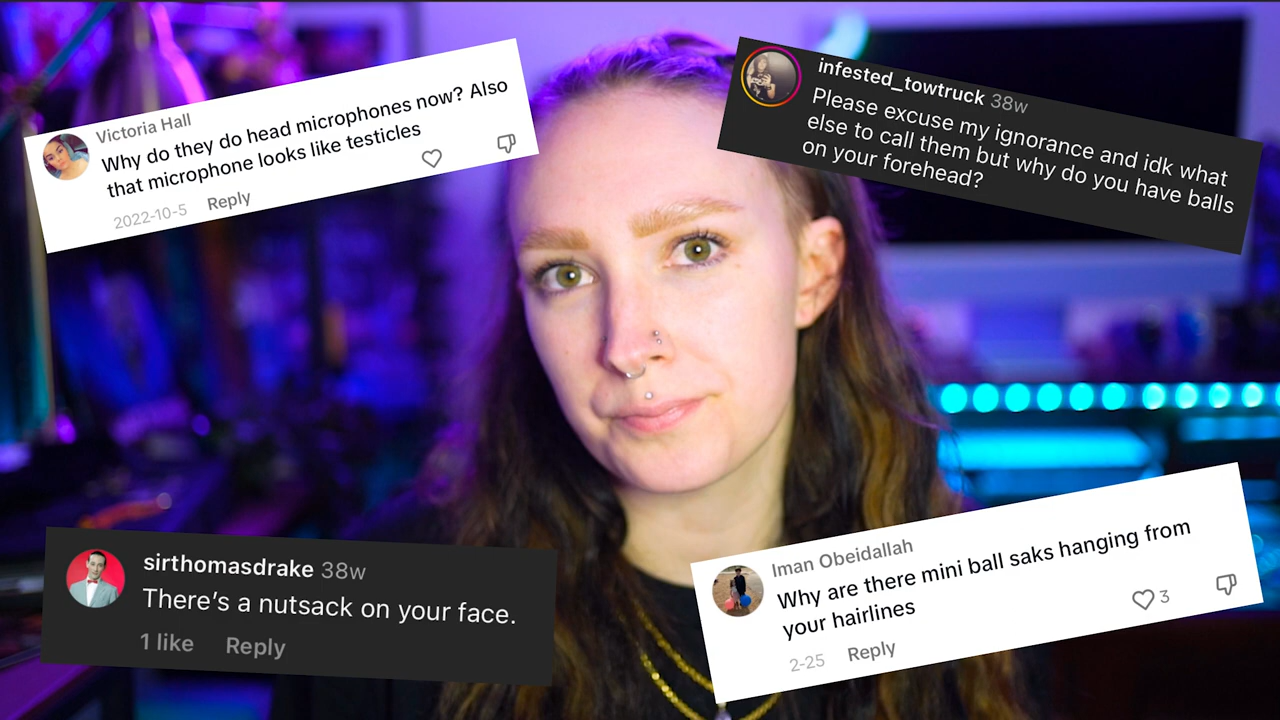 Victoria Hall
Why do they do head microphones now? Also
that microphone looks like testicles
2022-10-5 Reply
infested_towtruck 38w
Please excuse my ignorance and idk what
else to call them but why do you have balls
on your forehead?
sirthomasdrake 38w
There's a nutsack on your face.
1 like Reply
Iman Obeidallah
Why are there mini ball saks hanging from
your hairlines
3
2-25 Reply